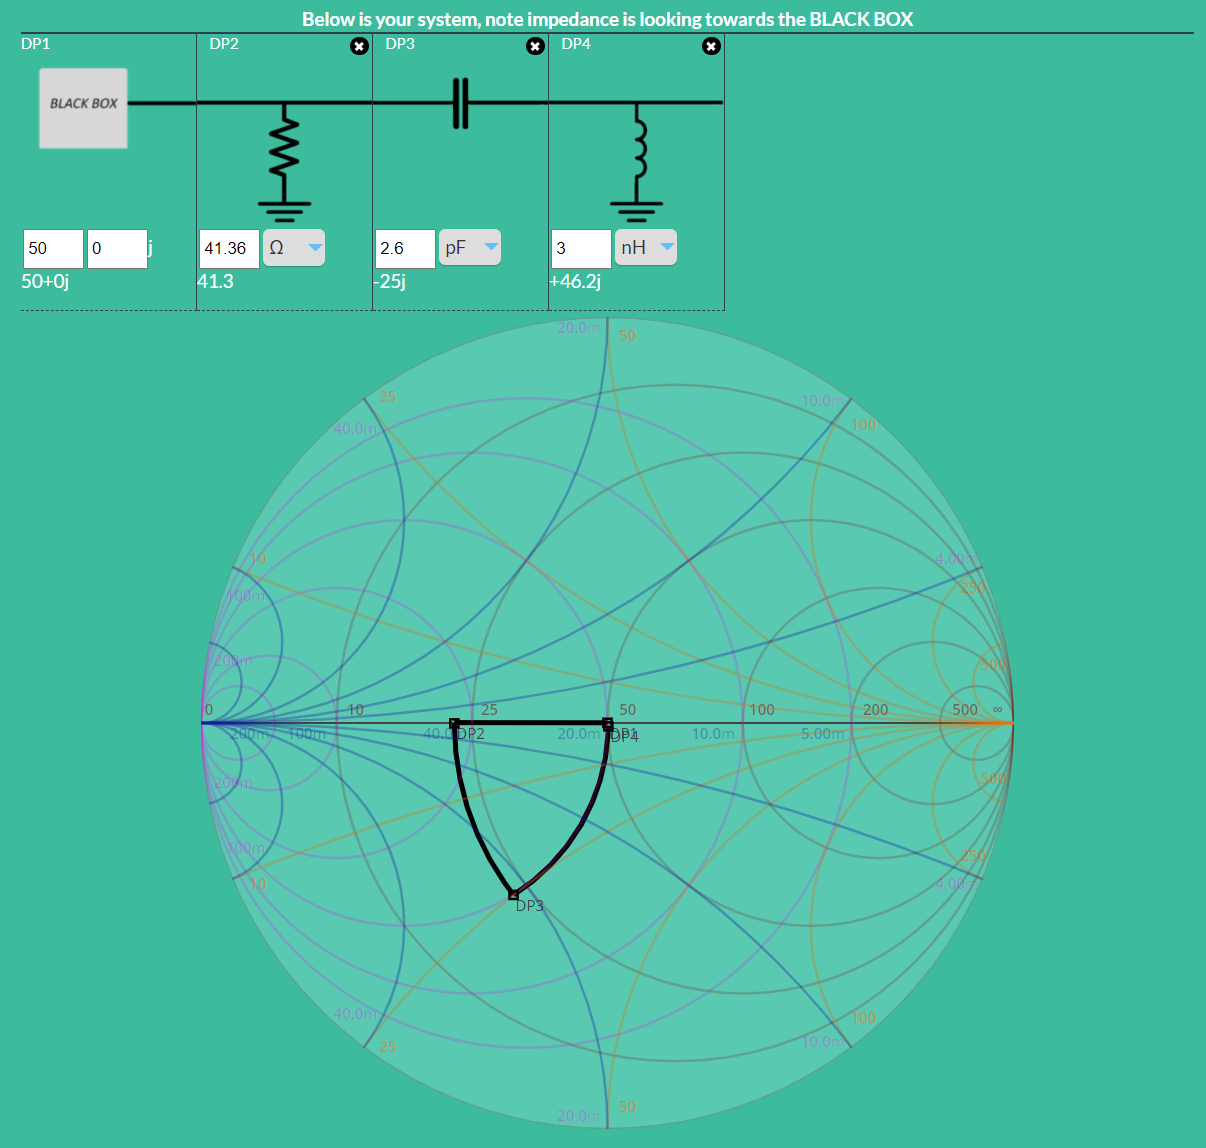 Below is your system, note impedance is looking towards the BLACK BOX
DP1 DP2 DP3 DP4
BLACK BOX
50 0 j 41.36 Ω 2.6 pF 3 nH
50+0j 41.3 -25j +46.2j
20.0m 50
25 10.0m
40.0m 100
10 4.00m
100m 250
200m 500
0 10 25 50 100 200 500 ∞
200m 100m 40.0 DP2 20.0m DP1 10.0m 5.00m
DP4
200m 500
100m 250
10 4.00m
DP3
40.0m 100
25 10.0m
20.0m 50